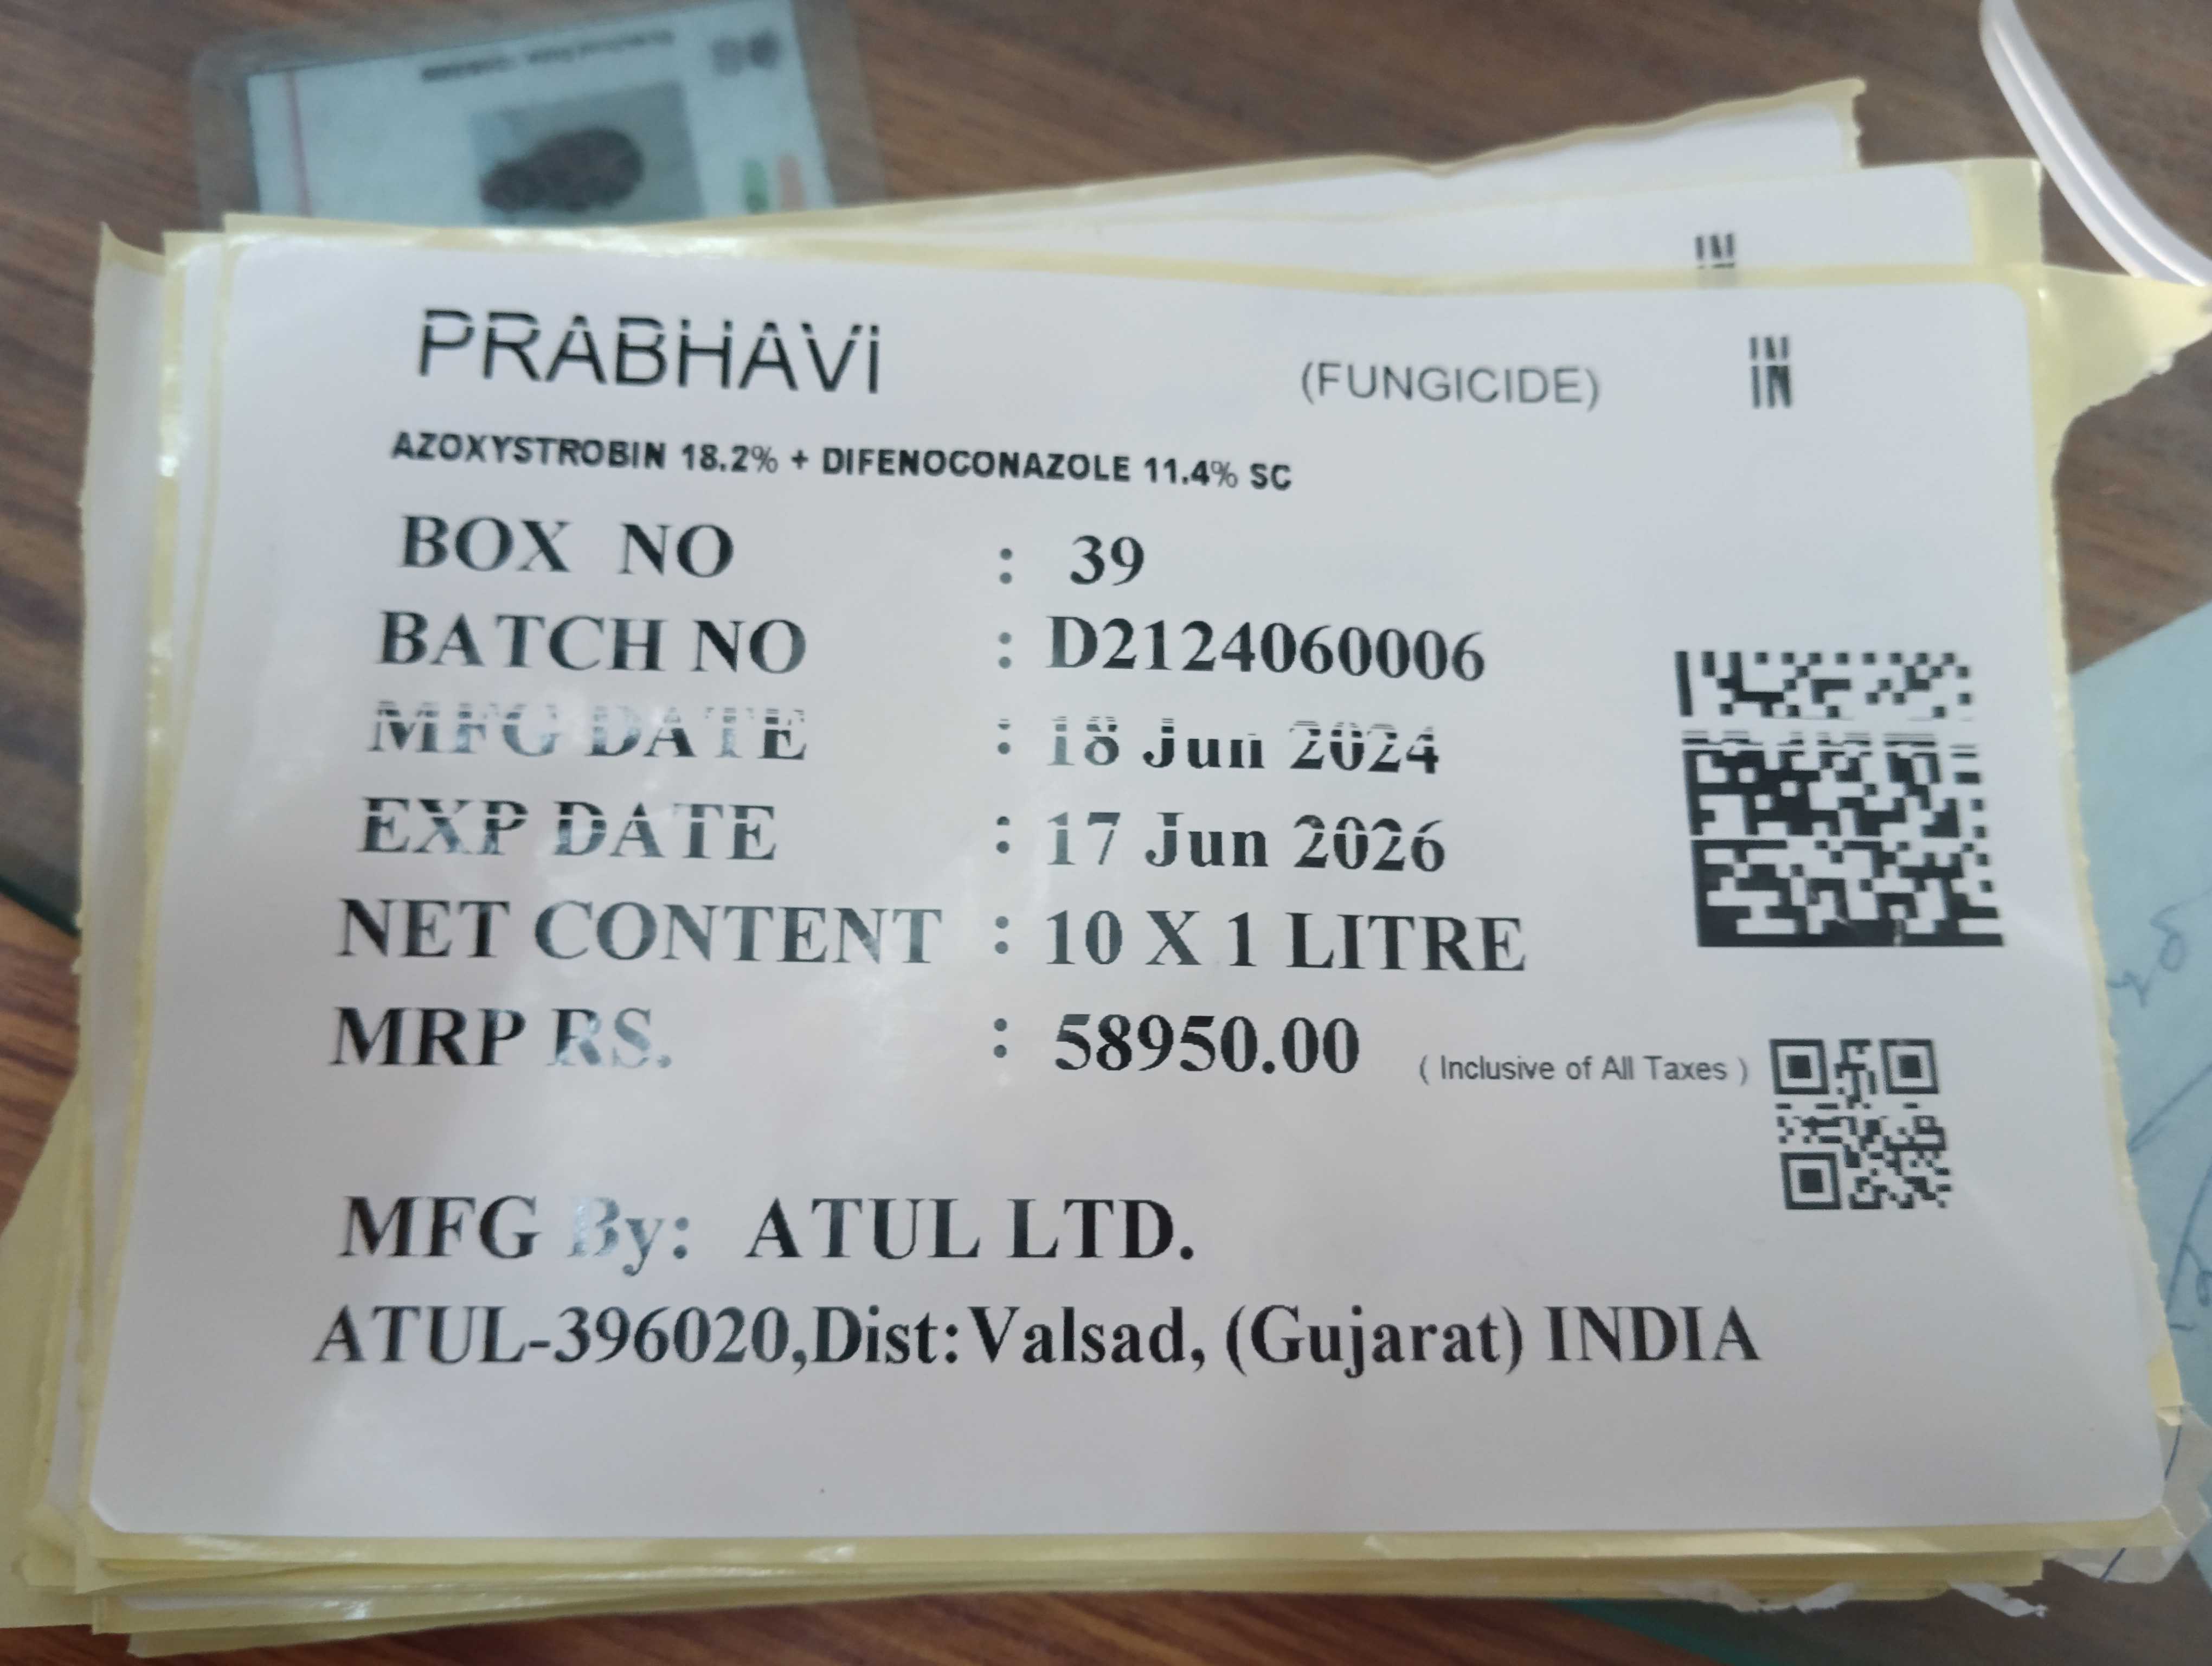 PRABHAVI (FUNGICIDE) IN
AZOXYSTROBIN 18.2% + DIFENOCONAZOLE 11.4% SC
BOX NO : 39
BATCH NO : D2124060006
MFG DATE : 18 Jun 2024
EXP DATE : 17 Jun 2026
NET CONTENT : 10 X 1 LITRE
MRP RS. : 58950.00 ( Inclusive of All Taxes )
MFG By: ATUL LTD.
ATUL-396020,Dist:Valsad, (Gujarat) INDIA